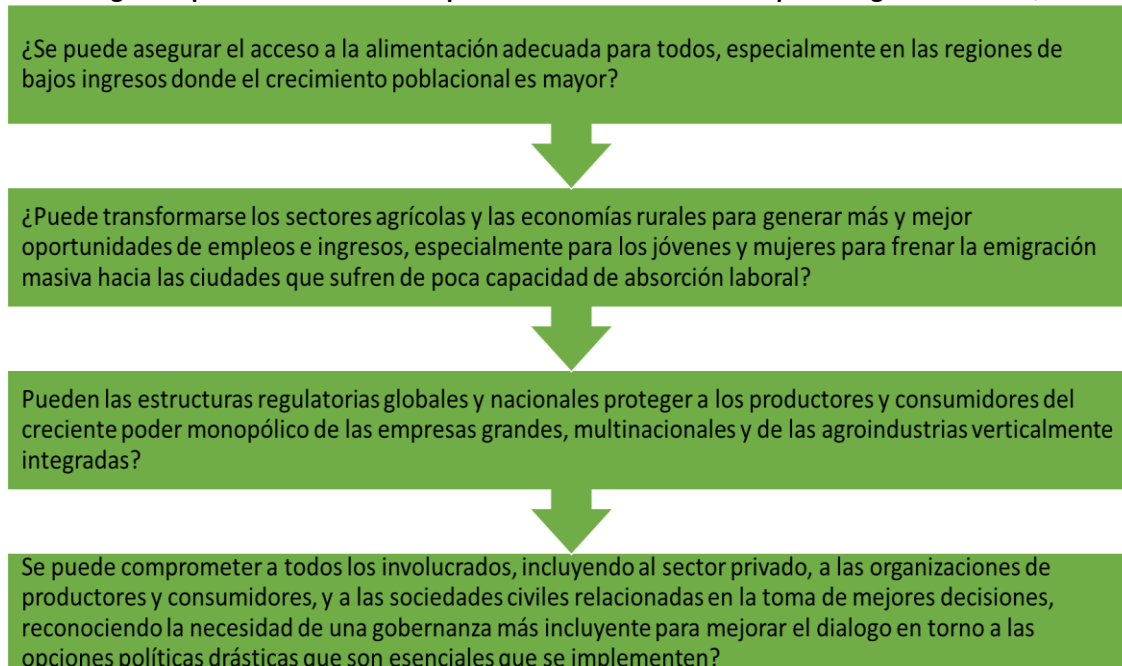 ¿Se puede asegurar el acceso a la alimentación adecuada para todos, especialmente en las regiones de
bajos ingresos donde el crecimiento poblacional es mayor?
¿Puede transformarse los sectores agrícolas y las economías rurales para generar más y mejor
oportunidades de empleos e ingresos, especialmente para los jóvenes y mujeres para frenar la emigración
masiva hacia las ciudades que sufren de poca capacidad de absorción laboral?
Pueden las estructuras regulatorias globales y nacionales proteger a los productores y consumidores del
creciente poder monopólico de las empresas grandes, multinacionales y de las agroindustrias verticalmente
integradas?
Se puede comprometer a todos los involucrados, incluyendo al sector privado, a las organizaciones de
productores y consumidores, y a las sociedades civiles relacionadas en la toma de mejores decisiones,
reconociendo la necesidad de una gobernanza más incluyente para mejorar el dialogo en torno a las
opciones políticas drásticas que son esenciales que se implementen?